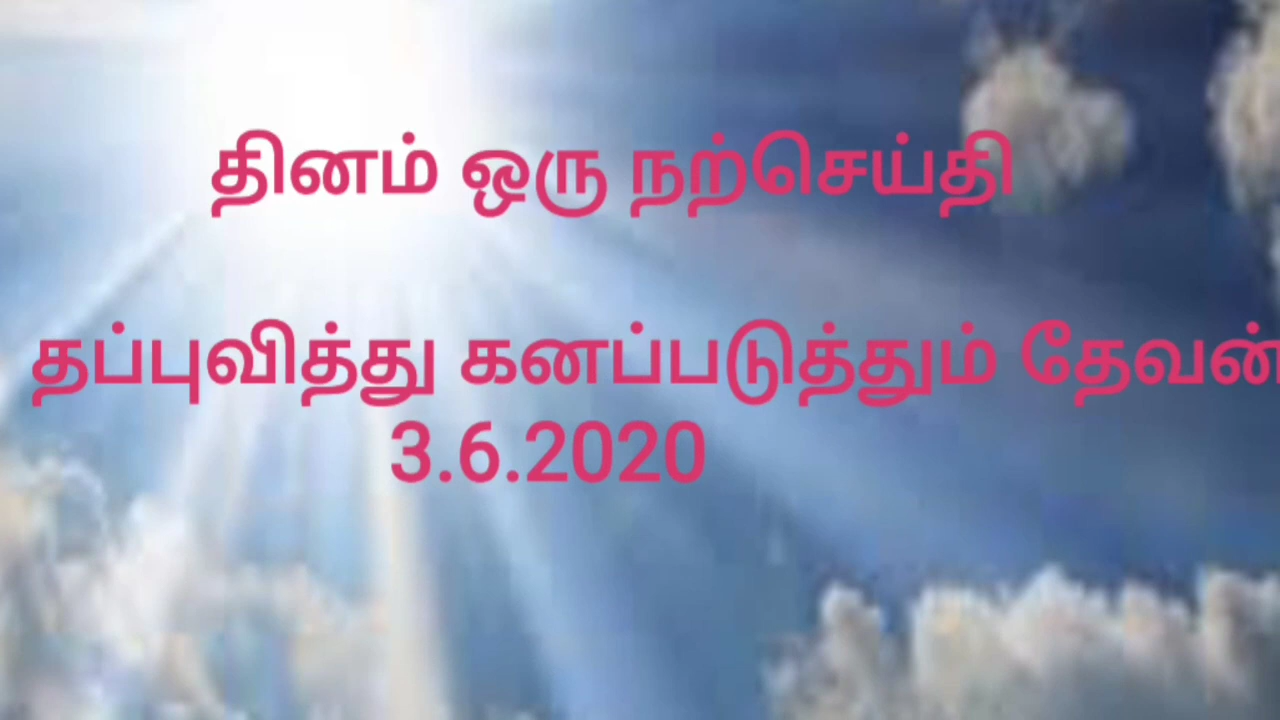 தினம் ஒரு நற்செய்தி
தப்புவித்து கனப்படுத்தும் தேவன்
3.6.2020